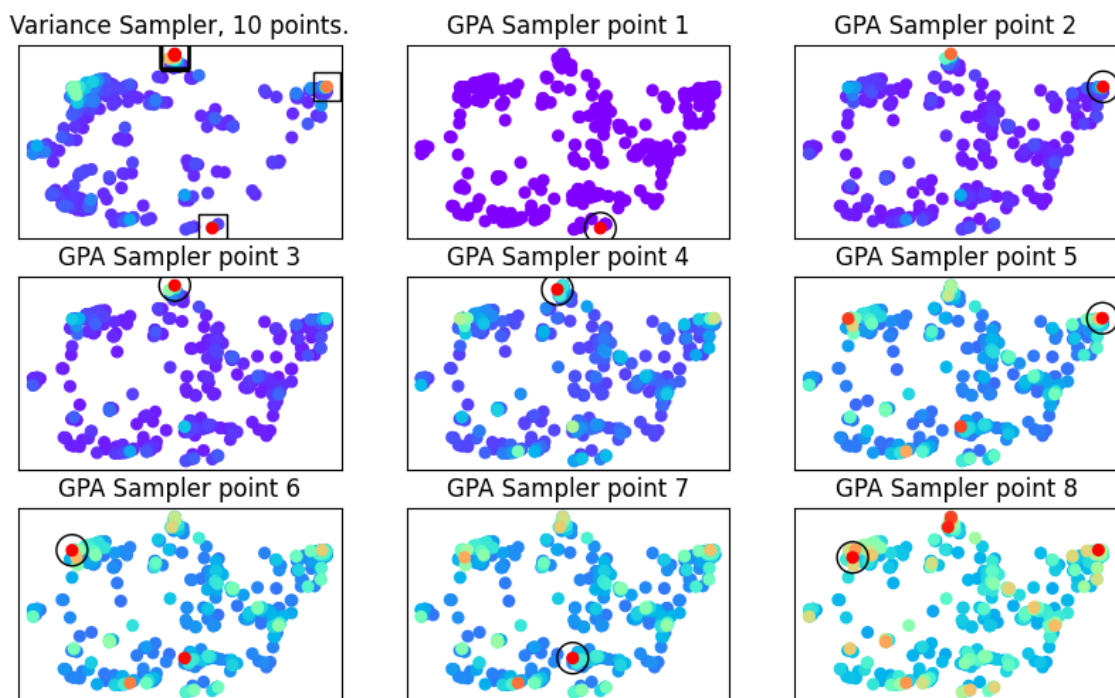 Variance Sampler, 10 points.
GPA Sampler point 1
GPA Sampler point 2
GPA Sampler point 3
GPA Sampler point 4
GPA Sampler point 5
GPA Sampler point 6
GPA Sampler point 7
GPA Sampler point 8